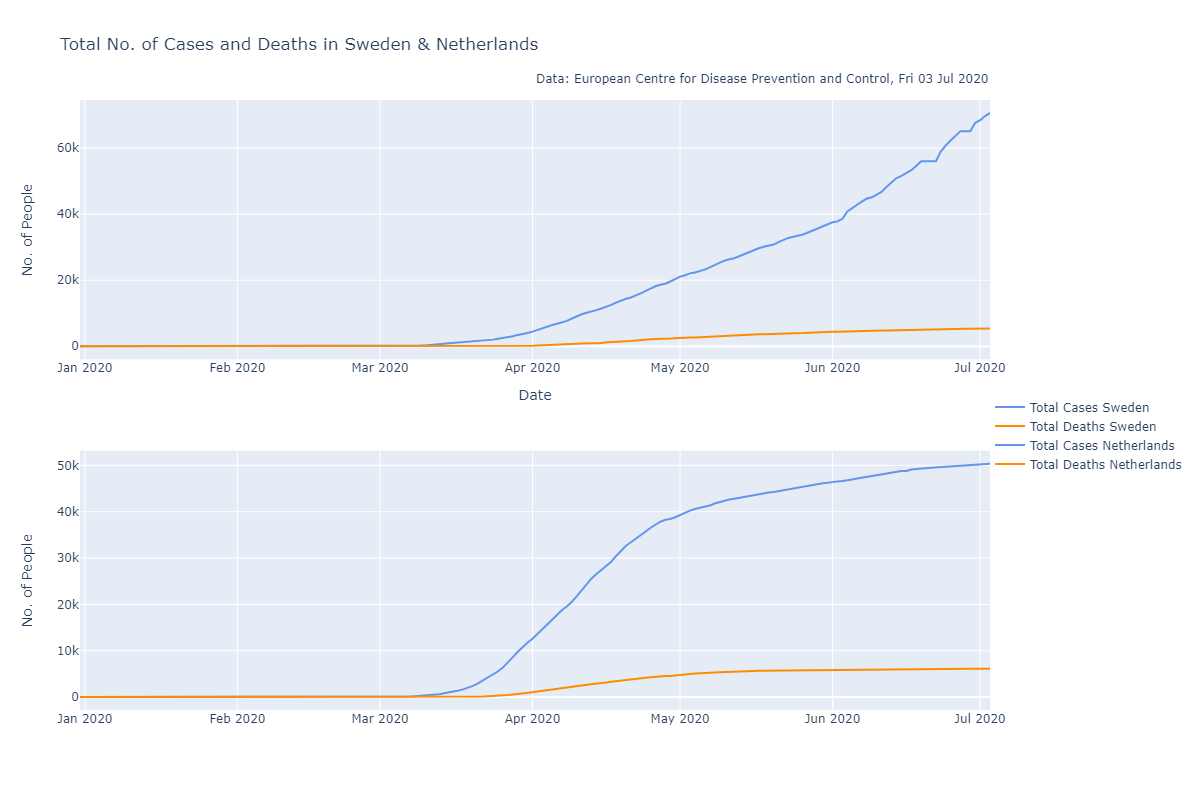 Total No. of Cases and Deaths in Sweden & Netherlands
Data: European Centre for Disease Prevention and Control, Fri 03 Jul 2020
No. of People
60k
40k
20k
0
Jan 2020 Feb 2020 Mar 2020 Apr 2020 May 2020 Jun 2020 Jul 2020
Date
Total Cases Sweden
Total Deaths Sweden
Total Cases Netherlands
Total Deaths Netherlands
No. of People
50k
40k
30k
20k
10k
0
Jan 2020 Feb 2020 Mar 2020 Apr 2020 May 2020 Jun 2020 Jul 2020